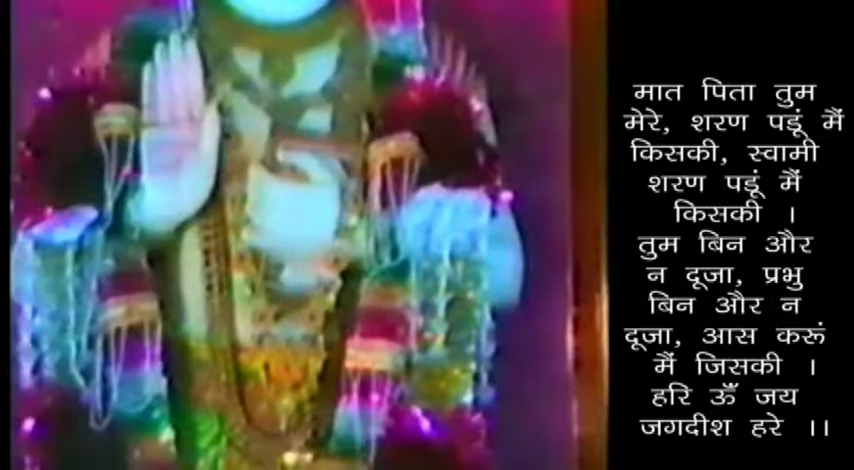 मात पिता तुम
मेरे, शरण पडूं मैं
किसकी, स्वामी
शरण पडूं मैं
किसकी ।
तुम बिन और
न दूजा, प्रभु
बिन और न
दूजा, आस करूं
मैं जिसकी ।
हरि ऊँ जय
जगदीश हरे ।।